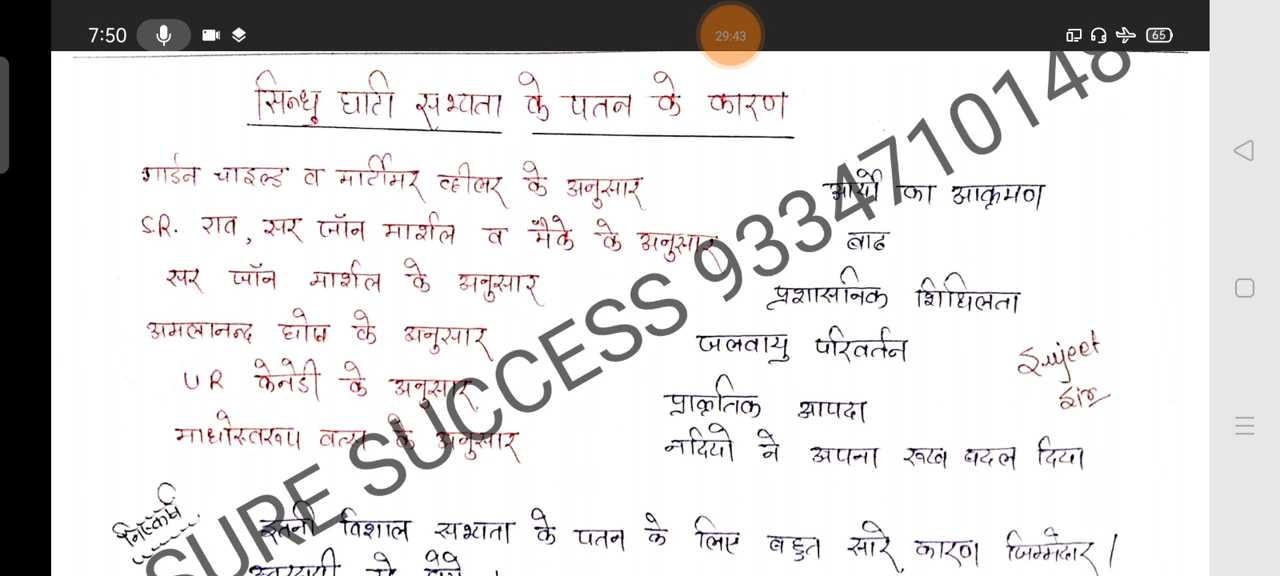 7:50
29:43
65
सिन्धु घाटी सभ्यता के पतन के कारण
गार्डन चाइल्ड व मार्टीमर व्हीलर के अनुसार आर्यो का आक्रमण
S.R. राव, सर जॉन मार्शल व मैके के अनुसार बाढ
सर जॉन मार्शल के अनुसार प्रशासनिक शिथिलता
अमलानन्द घोष के अनुसार जलवायु परिवर्तन
UR केनेडी के अनुसार प्राकृतिक आपदा
माधोस्वरूप वत्स के अनुसार नदियो ने अपना रूख बदल दिया
Sujeet
Sir
SURE SUCCESS 9334710148
निष्कर्ष
इतनी विशाल सभ्यता के पतन के लिए बहुत सारे कारण जिम्मेदार /